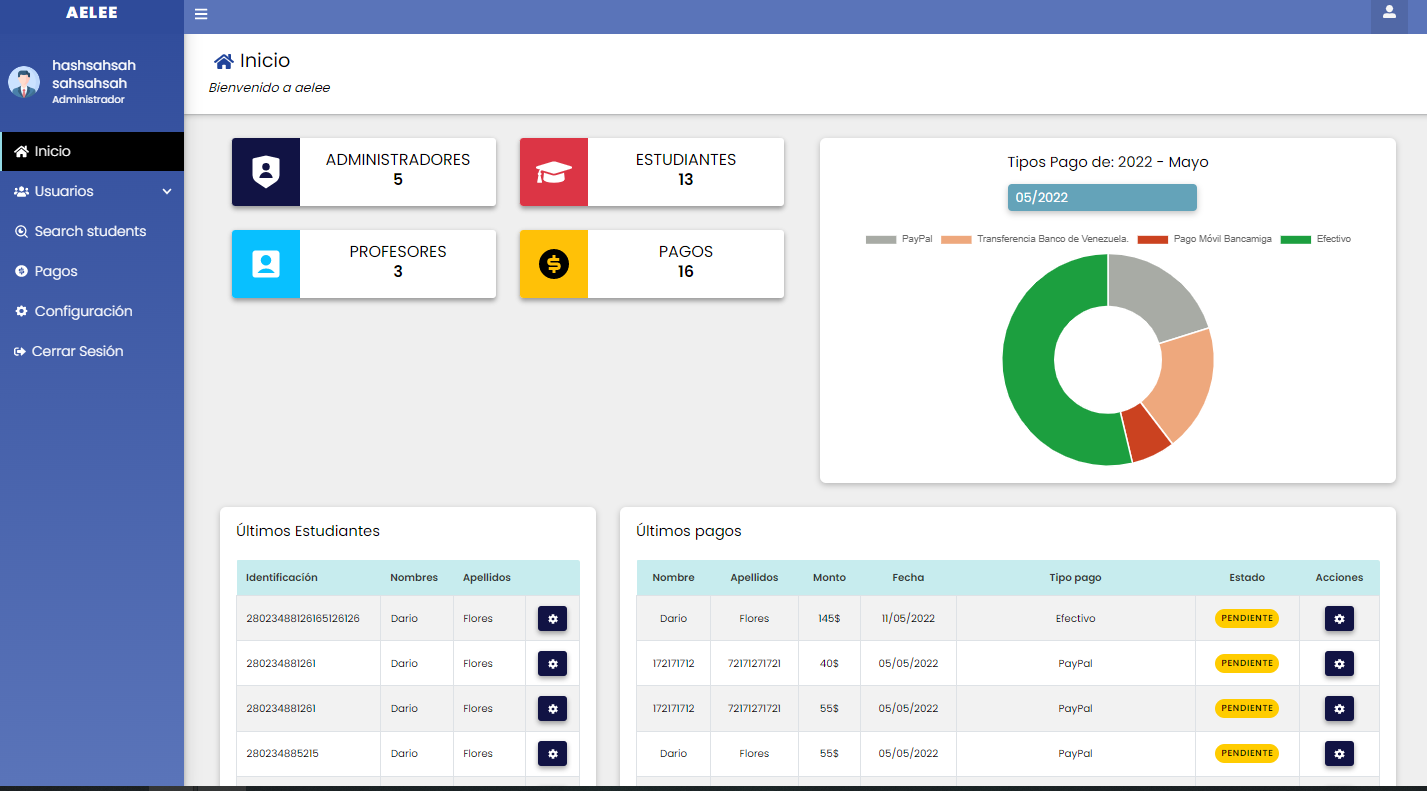 AELEE
hashsahsah
sahsahsah
Administrador
Inicio
Usuarios
Search students
Pagos
Configuración
Cerrar Sesión
Inicio
Bienvenido a aelee
ADMINISTRADORES
5
ESTUDIANTES
13
PROFESORES
3
PAGOS
16
Tipos Pago de: 2022 - Mayo
05/2022
PayPal Transferencia Banco de Venezuela. Pago Móvil Bancamiga Efectivo
Últimos Estudiantes
Identificación Nombres Apellidos
28023488126165126126 Dario Flores
280234881261 Dario Flores
280234881261 Dario Flores
280234885215 Dario Flores
Últimos pagos
Nombre Apellidos Monto Fecha Tipo pago Estado Acciones
Dario Flores 145$ 11/05/2022 Efectivo PENDIENTE
172171712 72171271721 40$ 05/05/2022 PayPal PENDIENTE
172171712 72171271721 55$ 05/05/2022 PayPal PENDIENTE
Dario Flores 55$ 05/05/2022 PayPal PENDIENTE